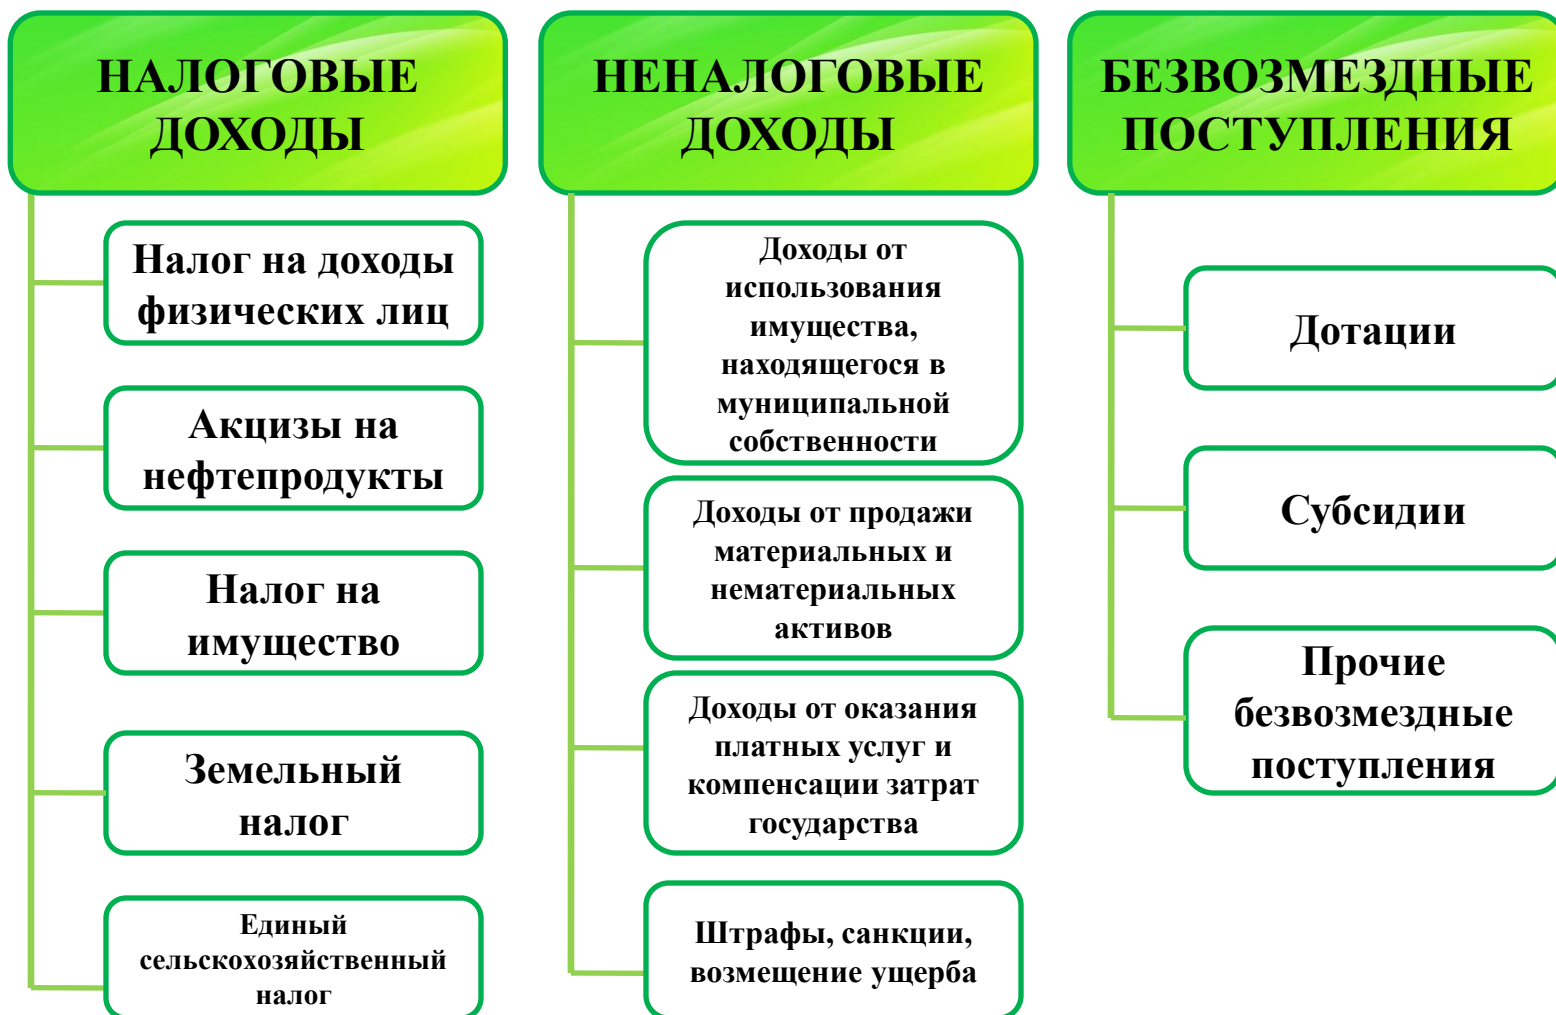 НАЛОГОВЫЕ
ДОХОДЫ
Налог на доходы
физических лиц
Акцизы на
нефтепродукты
Налог на
имущество
Земельный
налог
Единый
сельскохозяйственный
налог
НЕНАЛОГОВЫЕ
ДОХОДЫ
Доходы от
использования
имущества,
находящегося в
муниципальной
собственности
Доходы от продажи
материальных и
нематериальных
активов
Доходы от оказания
платных услуг и
компенсации затрат
государства
Штрафы, санкции,
возмещение ущерба
БЕЗВОЗМЕЗДНЫЕ
ПОСТУПЛЕНИЯ
Дотации
Субсидии
Прочие
безвозмездные
поступления